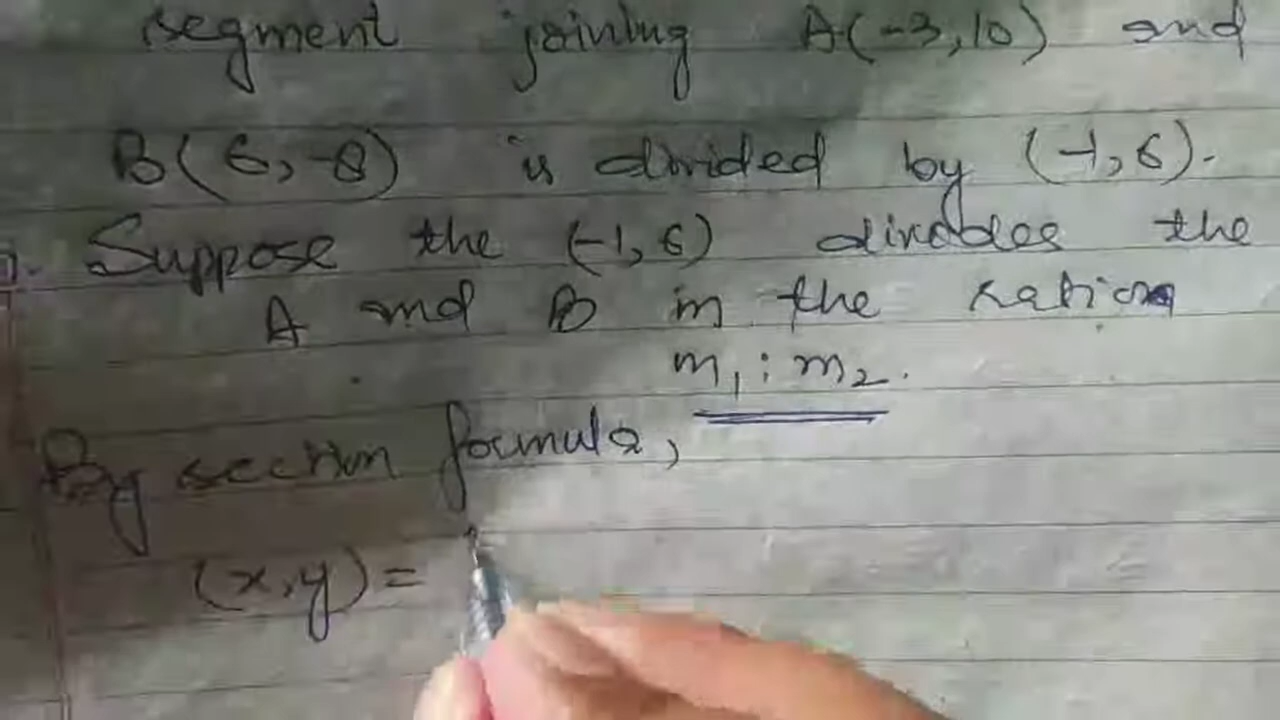 segment joining A(-3,10) and
B(6,-8) is divided by (-1,6).
Suppose the (-1,6) divides the
A and B in the ration
m₁ : m₂.
By section formula,
(x,y)=